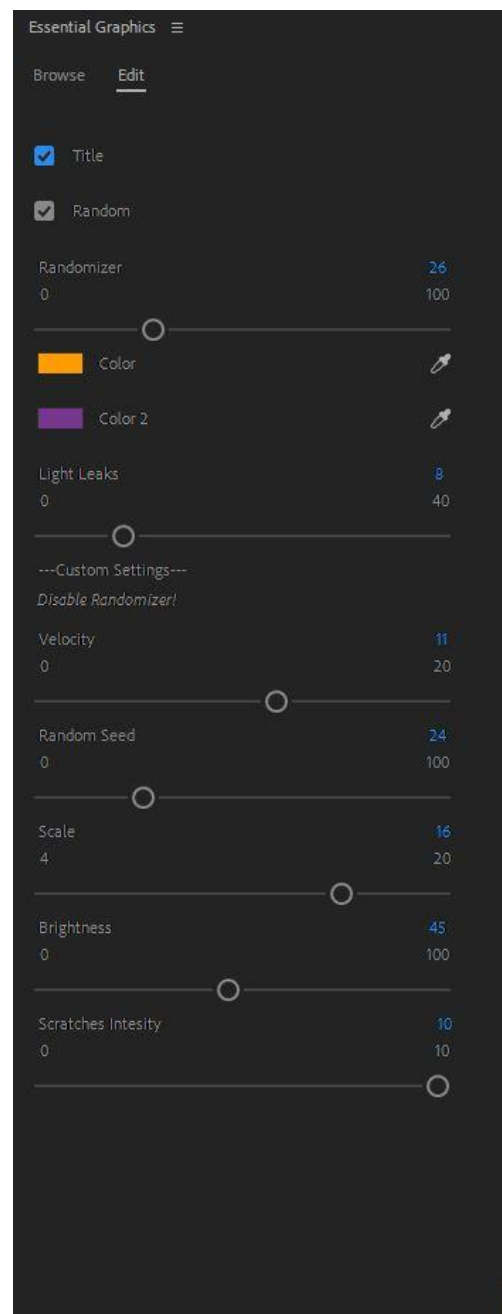 Essential Graphics
Browse Edit
Title
Random
Randomizer 26
0 100
Color
Color 2
Light Leaks 8
0 40
---Custom Settings---
Disable Randomizer!
Velocity 11
0 20
Random Seed 24
0 100
Scale 16
4 20
Brightness 45
0 100
Scratches Intesity 10
0 10